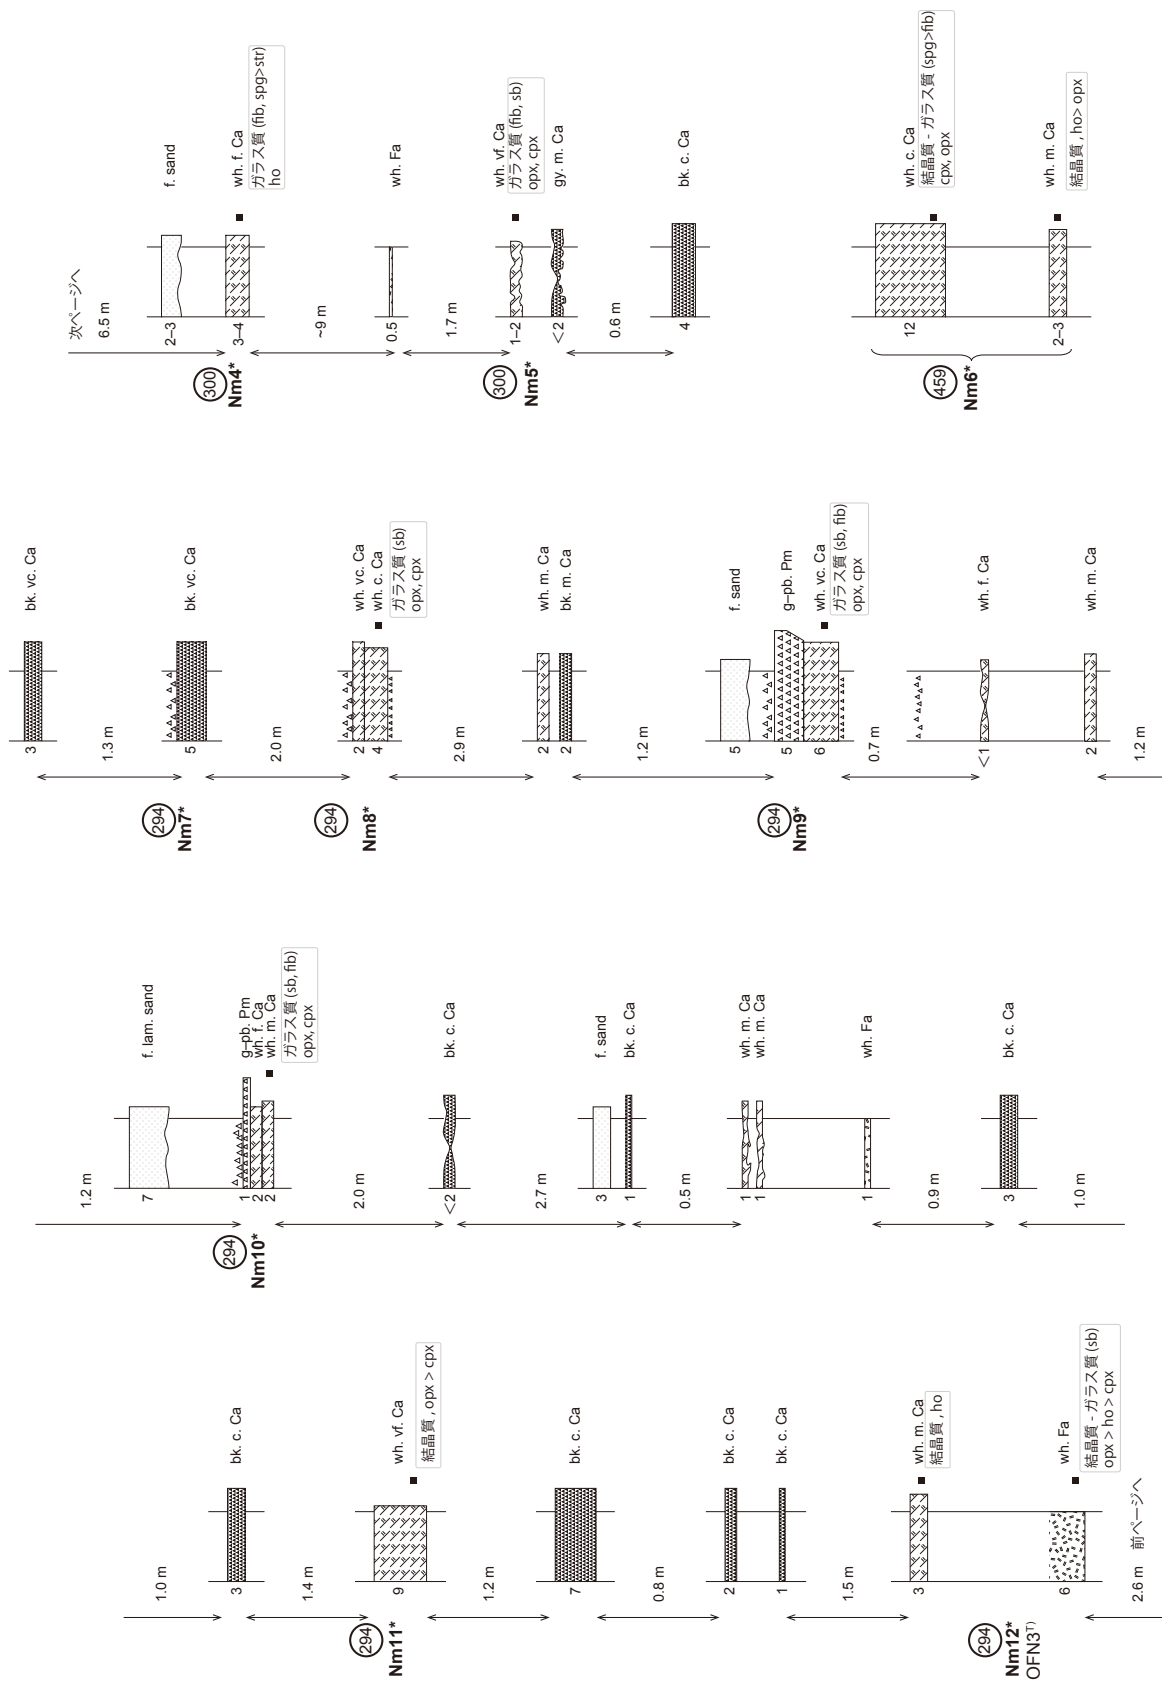 1.0 m
3 bk. c. Ca
1.4 m
294
Nm11*
9 wh. vf. Ca
結晶質 , opx > cpx
1.2 m
7 bk. c. Ca
0.8 m
2 bk. c. Ca
1 bk. c. Ca
1.5 m
3 wh. m. Ca
結晶質 , ho
294
Nm12*
OFN3T)
6 wh. Fa
結晶質 - ガラス質 (sb)
opx > ho > cpx
2.6 m 前ページへ
1.2 m
7 f. lam. sand
294
Nm10*
1 g–pb. Pm
2 wh. f. Ca
2 wh. m. Ca
ガラス質 (sb, fib)
opx, cpx
2.0 m
<2 bk. c. Ca
2.7 m
3 f. sand
1 bk. c. Ca
0.5 m
1 wh. m. Ca
1 wh. m. Ca
1 wh. Fa
0.9 m
3 bk. c. Ca
1.0 m
3 bk. vc. Ca
1.3 m
294
Nm7*
5 bk. vc. Ca
2.0 m
294
Nm8*
2 wh. vc. Ca
4 wh. c. Ca
ガラス質 (sb)
opx, cpx
2.9 m
2 wh. m. Ca
2 bk. m. Ca
1.2 m
5 f. sand
294
Nm9*
5 g–pb. Pm
6 wh. vc. Ca
ガラス質 (sb, fib)
opx, cpx
0.7 m
<1 wh. f. Ca
2 wh. m. Ca
1.2 m
次ページへ
6.5 m
2–3 f. sand
300
Nm4*
3–4 wh. f. Ca
ガラス質 (fib, spg>str)
ho
~9 m
0.5 wh. Fa
1.7 m
300
Nm5*
1–2 wh. vf. Ca
ガラス質 (fib, sb)
opx, cpx
<2 gy. m. Ca
0.6 m
4 bk. c. Ca
459
Nm6*
12 wh. c. Ca
結晶質 - ガラス質 (spg>fib)
cpx, opx
2–3 wh. m. Ca
結晶質 , ho> opx